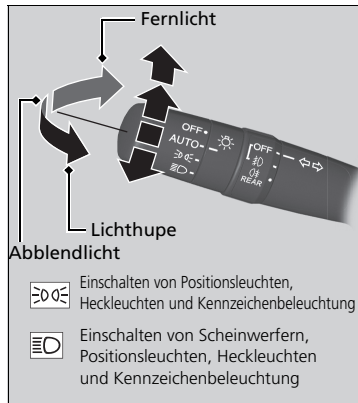 Fernlicht
OFF
AUTO
OFF
REAR
Lichthupe
Abblendlicht
Einschalten von Positionsleuchten,
Heckleuchten und Kennzeichenbeleuchtung
Einschalten von Scheinwerfern,
Positionsleuchten, Heckleuchten
und Kennzeichenbeleuchtung